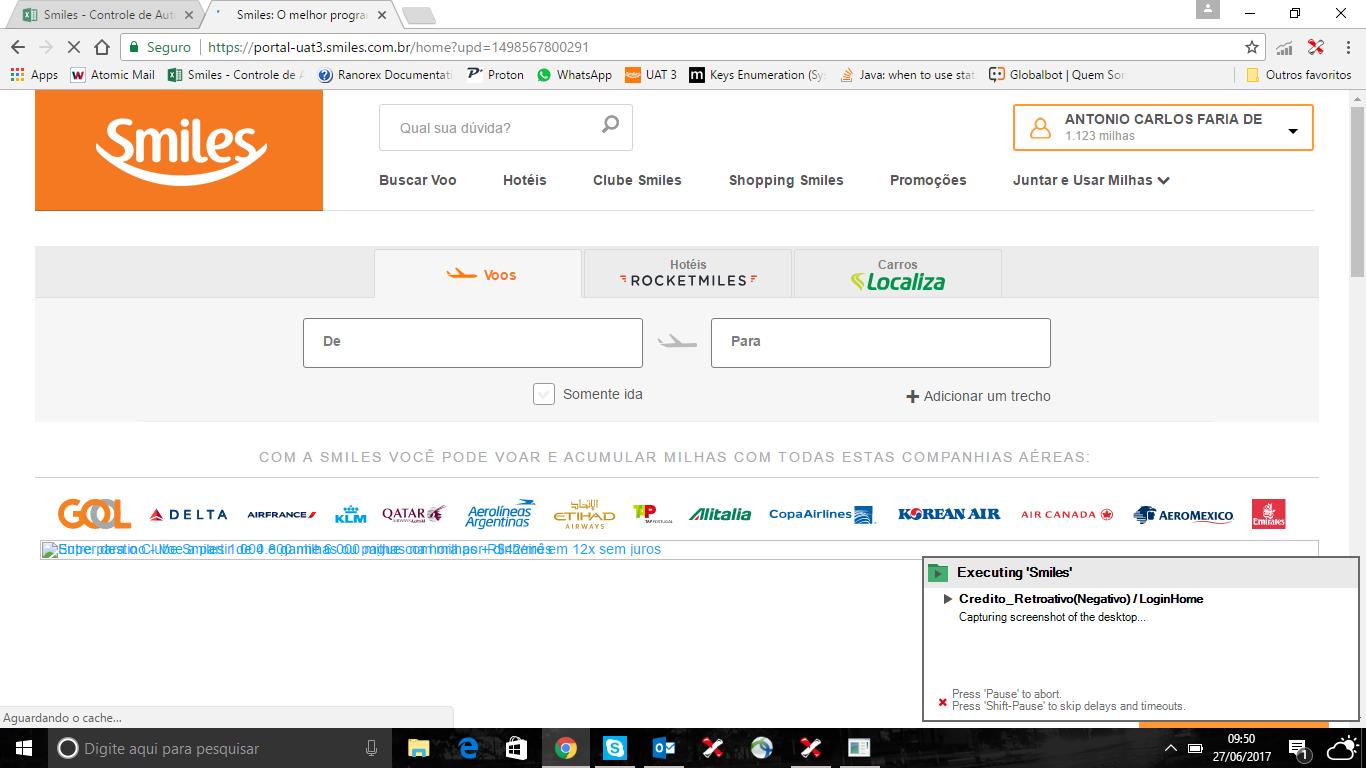 Smiles - Controle de Auto
Smiles: O melhor progra
Seguro
https://portal-uat3.smiles.com.br/home?upd=1498567800291
Apps
Atomic Mail
Smiles - Controle de A
Ranorex Documentati
Proton
WhatsApp
UAT 3
Keys Enumeration (Sy
Java: when to use stat
Globalbot | Quem So
Outros favoritos
Smiles
Qual sua dúvida?
ANTONIO CARLOS FARIA DE
1.123 milhas
Buscar Voo
Hotéis
Clube Smiles
Shopping Smiles
Promoções
Juntar e Usar Milhas
Voos
Hotéis
ROCKETMILES
Carros
Localiza
De
Para
Somente ida
Adicionar um trecho
COM A SMILES VOCÊ PODE VOAR E ACUMULAR MILHAS COM TODAS ESTAS COMPANHIAS AÉREAS:
GOL
DELTA
AIRFRANCE
KLM
QATAR
AIRWAYS
Aerolíneas
Argentinas
الإتحاد
ETIHAD
AIRWAYS
TAP
TAP PORTUGAL
Alitalia
CopaAirlines
KOREAN AIR
AIR CANADA
AEROMEXICO
Emirates
em 12x sem juros
Executing 'Smiles'
Credito_Retroativo(Negativo) / LoginHome
Capturing screenshot of the desktop...
Press 'Pause' to abort.
Press 'Shift-Pause' to skip delays and timeouts.
Aguardando o cache...
Digite aqui para pesquisar
09:50
27/06/2017
1